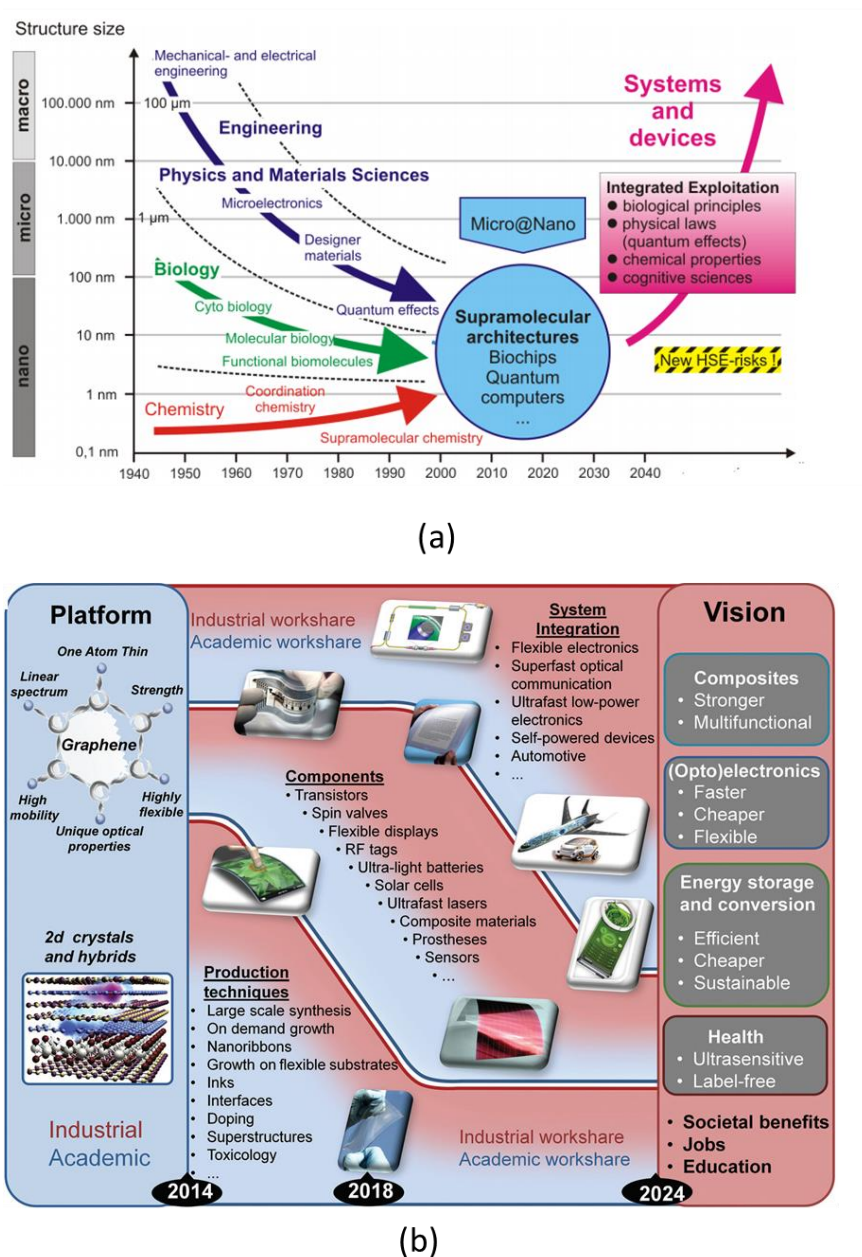 Structure size
macro
micro
nano
100.000 nm
10.000 nm
1.000 nm
100 nm
10 nm
1 nm
0,1 nm
100 µm
1 µm
Mechanical- and electrical
engineering
Engineering
Physics and Materials Sciences
Microelectronics
Designer
materials
Quantum effects
Biology
Cyto biology
Molecular biology
Functional biomolecules
Chemistry
Coordination
chemistry
Supramolecular chemistry
Micro@Nano
Supramolecular
architectures
Biochips
Quantum
computers
...
Systems
and
devices
Integrated Exploitation
● biological principles
● physical laws
(quantum effects)
● chemical properties
● cognitive sciences
New HSE-risks !
1940 1950 1960 1970 1980 1990 2000 2010 2020 2030 2040
(a)
Platform
One Atom Thin
Linear
spectrum
Strength
Graphene
High
mobility
Highly
flexible
Unique optical
properties
2d crystals
and hybrids
Industrial
Academic
Industrial workshare
Academic workshare
System
Integration
• Flexible electronics
• Superfast optical
communication
• Ultrafast low-power
electronics
• Self-powered devices
• Automotive
• ...
Components
• Transistors
• Spin valves
• Flexible displays
• RF tags
• Ultra-light batteries
• Solar cells
• Ultrafast lasers
• Composite materials
• Prostheses
• Sensors
• ...
Production
techniques
• Large scale synthesis
• On demand growth
• Nanoribbons
• Growth on flexible substrates
• Inks
• Interfaces
• Doping
• Superstructures
• Toxicology
• ...
Industrial workshare
Academic workshare
Vision
Composites
• Stronger
• Multifunctional
(Opto)electronics
• Faster
• Cheaper
• Flexible
Energy storage
and conversion
• Efficient
• Cheaper
• Sustainable
Health
• Ultrasensitive
• Label-free
• Societal benefits
• Jobs
• Education
2014
2018
2024
(b)